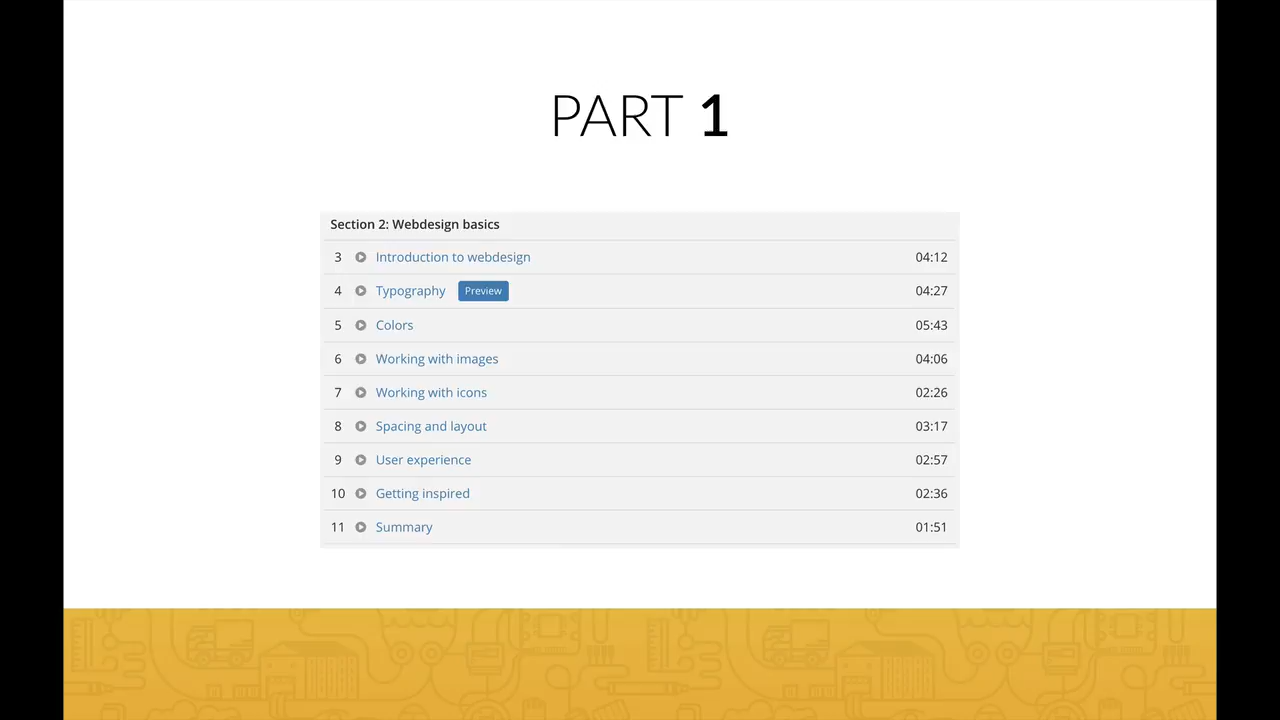 PART 1
Section 2: Webdesign basics
3 Introduction to webdesign 04:12
4 Typography Preview 04:27
5 Colors 05:43
6 Working with images 04:06
7 Working with icons 02:26
8 Spacing and layout 03:17
9 User experience 02:57
10 Getting inspired 02:36
11 Summary 01:51